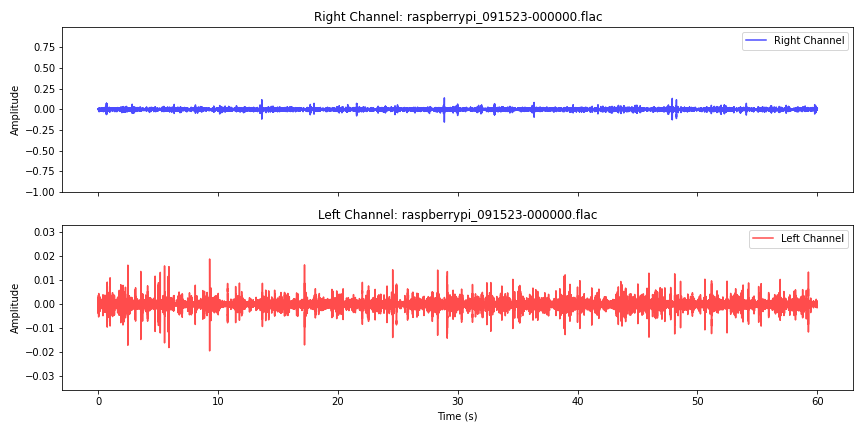 Right Channel: raspberrypi_091523-000000.flac
Amplitude
0.75
0.50
0.25
0.00
−0.25
−0.50
−0.75
−1.00
Right Channel
Left Channel: raspberrypi_091523-000000.flac
Amplitude
0.03
0.02
0.01
0.00
−0.01
−0.02
−0.03
Left Channel
0 10 20 30 40 50 60
Time (s)